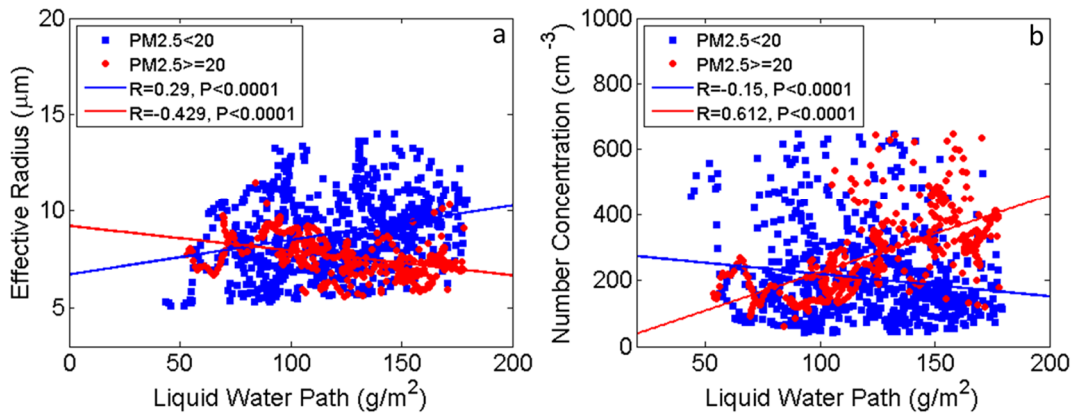 a
20
15
10
5
0
50
100
150
200
Effective Radius (μm)
Liquid Water Path (g/m²)
PM2.5<20
PM2.5>=20
R=0.29, P<0.0001
R=-0.429, P<0.0001
b
1000
800
600
400
200
0
50
100
150
200
Number Concentration (cm⁻³)
Liquid Water Path (g/m²)
PM2.5<20
PM2.5>=20
R=-0.15, P<0.0001
R=0.612, P<0.0001